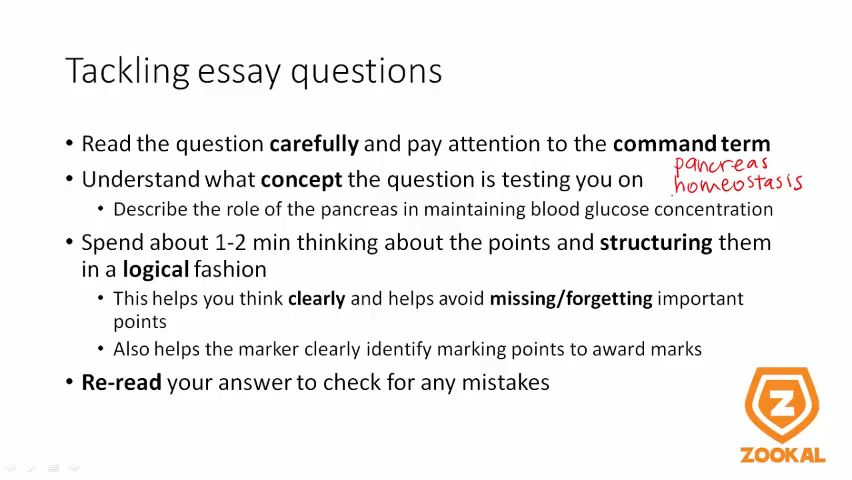 Tackling essay questions
• Read the question carefully and pay attention to the command term
pancreas
• Understand what concept the question is testing you on
homeostasis
• Describe the role of the pancreas in maintaining blood glucose concentration
• Spend about 1-2 min thinking about the points and structuring them
in a logical fashion
• This helps you think clearly and helps avoid missing/forgetting important
points
• Also helps the marker clearly identify marking points to award marks
• Re-read your answer to check for any mistakes
Z
ZOOKAL